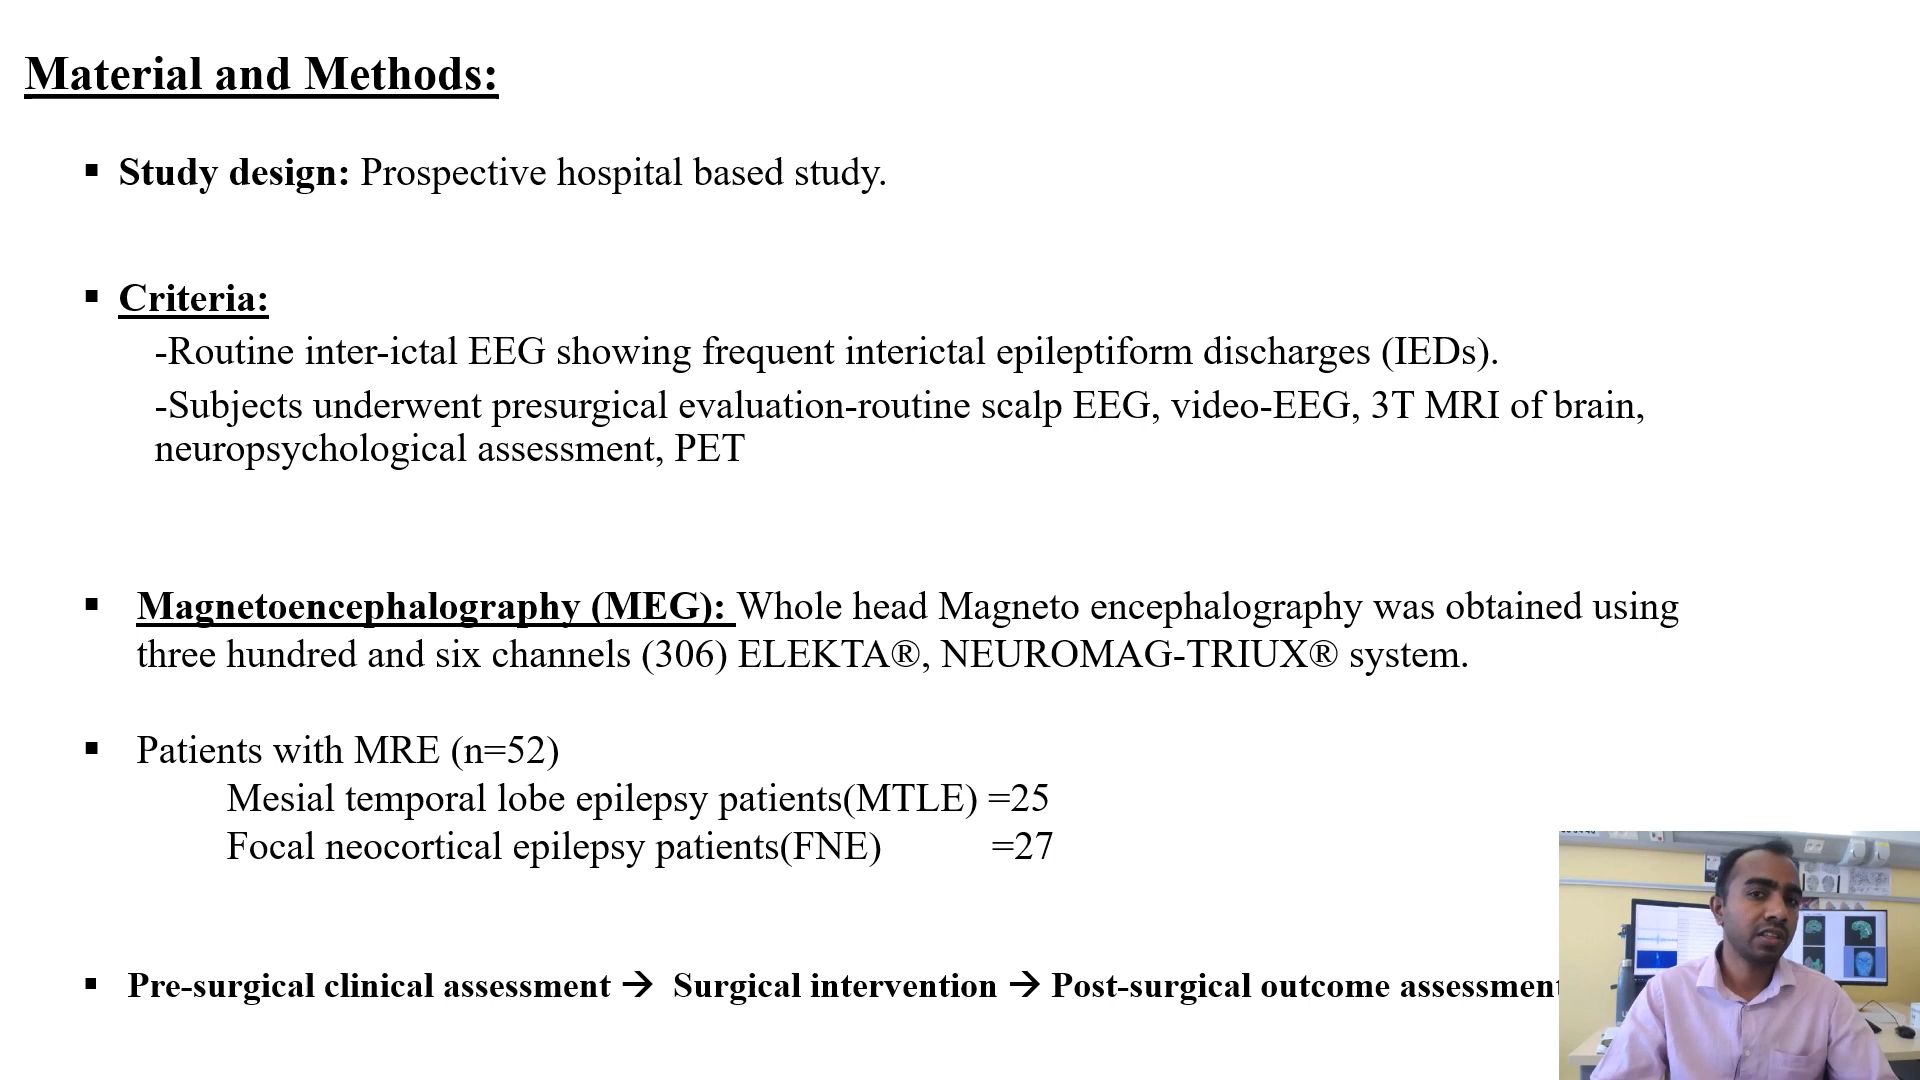 Material and Methods:
▪ Study design: Prospective hospital based study.
▪ Criteria:
-Routine inter-ictal EEG showing frequent interictal epileptiform discharges (IEDs).
-Subjects underwent presurgical evaluation-routine scalp EEG, video-EEG, 3T MRI of brain,
neuropsychological assessment, PET
▪ Magnetoencephalography (MEG): Whole head Magneto encephalography was obtained using
three hundred and six channels (306) ELEKTA®, NEUROMAG-TRIUX® system.
▪ Patients with MRE (n=52)
Mesial temporal lobe epilepsy patients(MTLE) =25
Focal neocortical epilepsy patients(FNE) =27
▪ Pre-surgical clinical assessment → Surgical intervention → Post-surgical outcome assessment